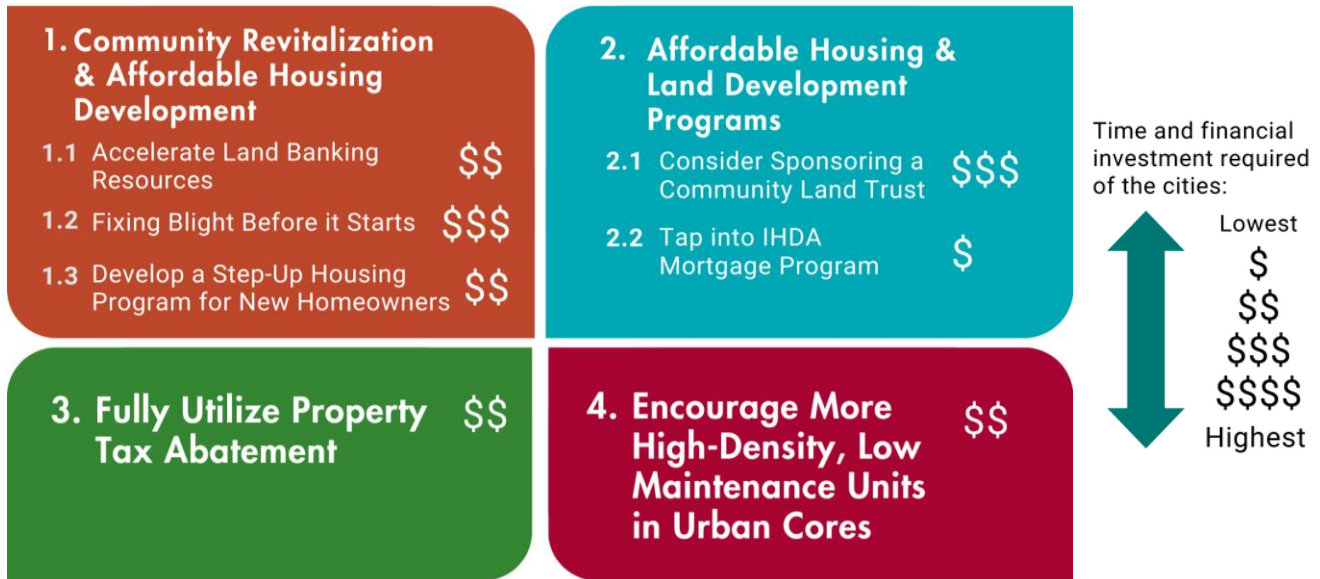 1. Community Revitalization
& Affordable Housing
Development
1.1 Accelerate Land Banking
Resources
$$
1.2 Fixing Blight Before it Starts $$$
1.3 Develop a Step-Up Housing
Program for New Homeowners $$
2. Affordable Housing &
Land Development
Programs
2.1 Consider Sponsoring a
Community Land Trust
$$$
2.2 Tap into IHDA
Mortgage Program
$
3. Fully Utilize Property
Tax Abatement
$$
4. Encourage More
High-Density, Low
Maintenance Units
in Urban Cores
$$
Time and financial
investment required
of the cities:
Lowest
$
$$
$$$
$$$$
Highest